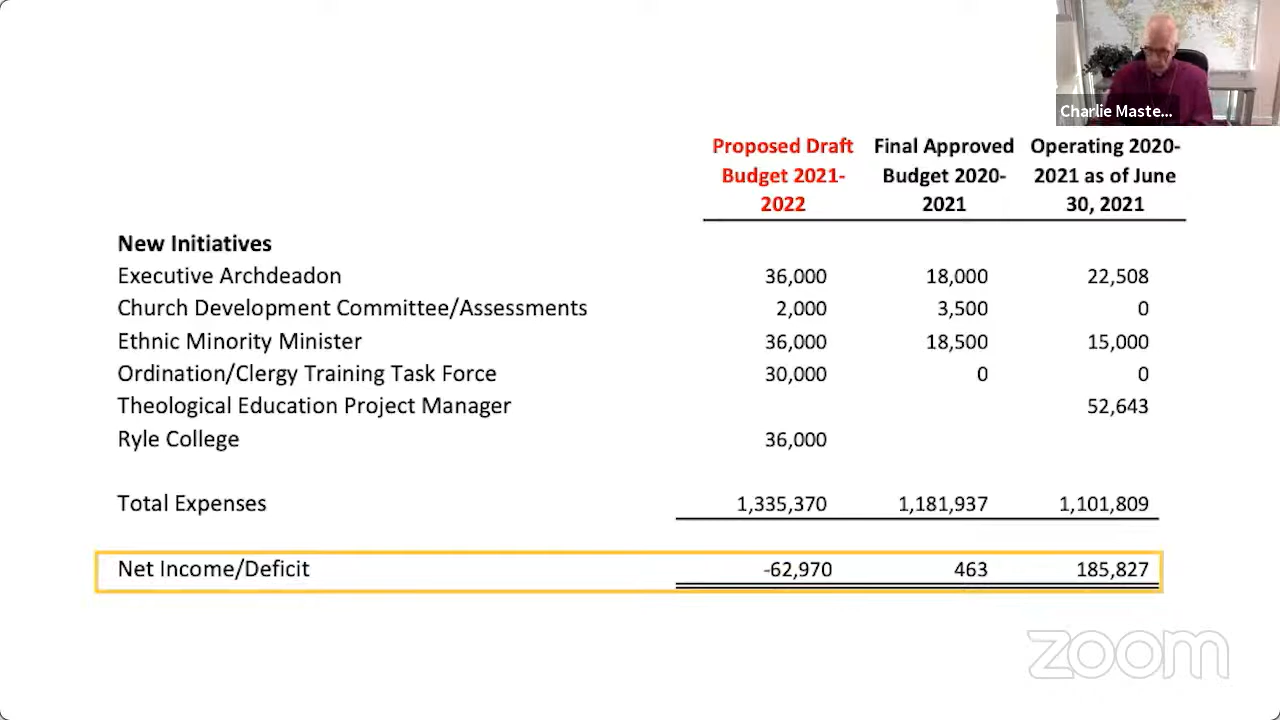 Charlie Maste...
Proposed Draft Final Approved Operating 2020-
Budget 2021- Budget 2020- 2021 as of June
2022 2021 30, 2021
New Initiatives
Executive Archdeadon 36,000 18,000 22,508
Church Development Committee/Assessments 2,000 3,500 0
Ethnic Minority Minister 36,000 18,500 15,000
Ordination/Clergy Training Task Force 30,000 0 0
Theological Education Project Manager 52,643
Ryle College 36,000
Total Expenses 1,335,370 1,181,937 1,101,809
Net Income/Deficit -62,970 463 185,827
zoom